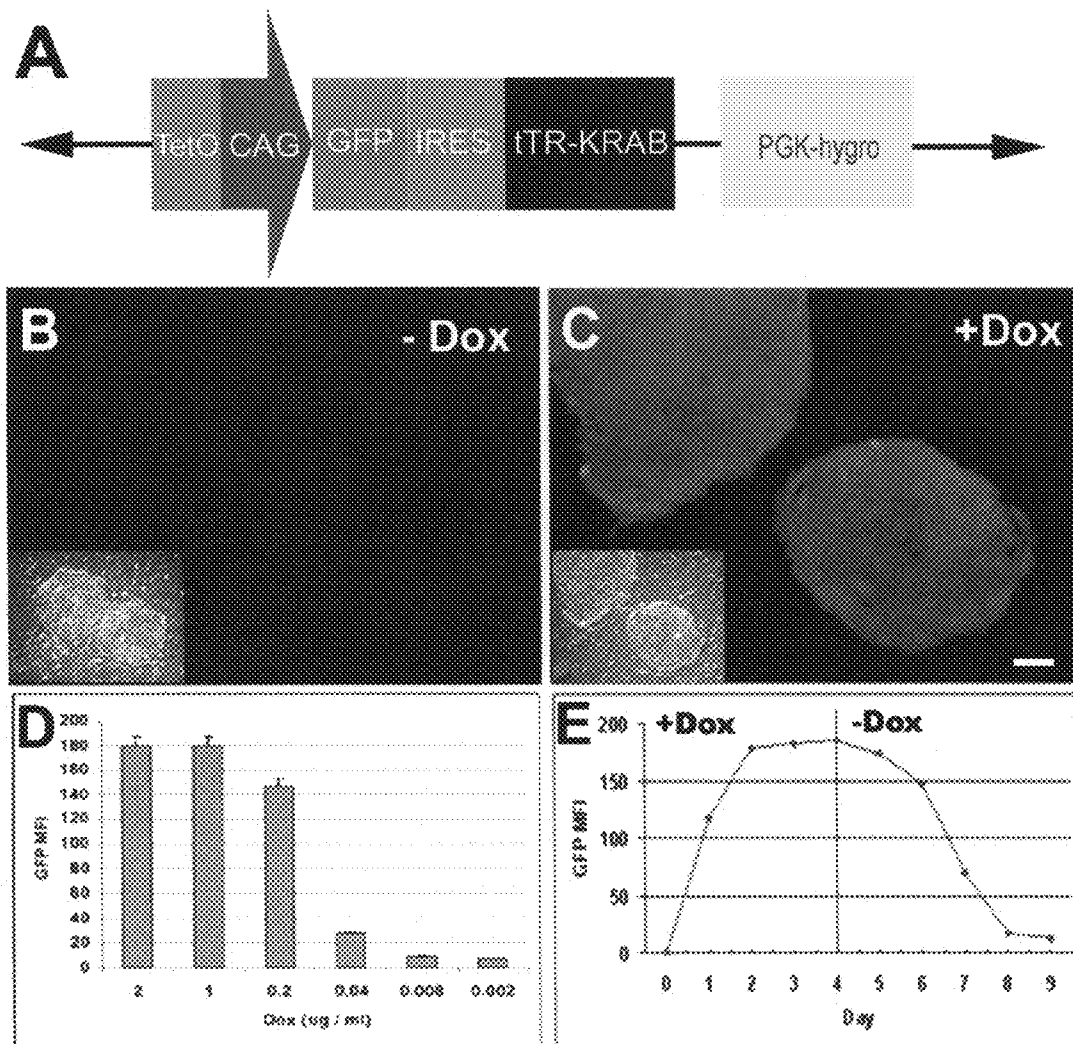 A
TetO CAG GFP IRES tTR-KRAB PGK-hygro
B - Dox
C +Dox
D
200
180
160
140
120
100
80
60
40
20
0
GFP MFI
2 1 0.2 0.04 0.008 0.002
Dox (ug / ml)
E +Dox -Dox
200
150
100
50
0
GFP MFI
0 1 2 3 4 5 6 7 8 9
Day